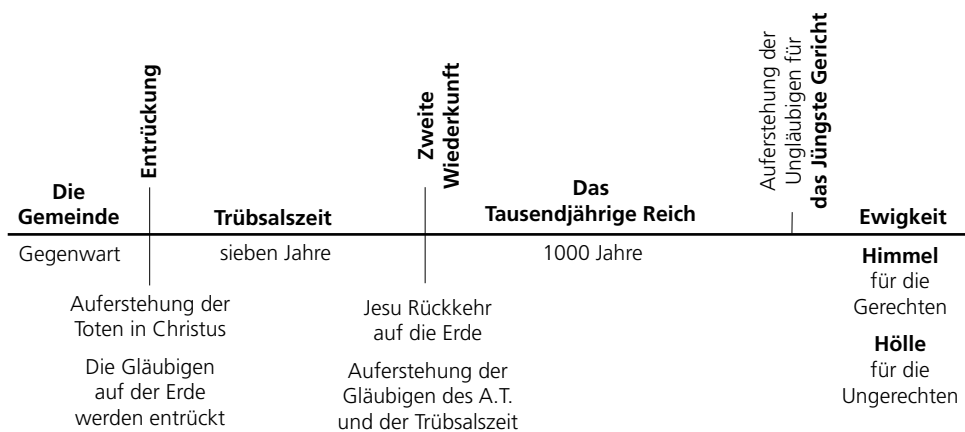 Die
Gemeinde
Gegenwart
Entrückung
Auferstehung der
Toten in Christus
Die Gläubigen
auf der Erde
werden entrückt
Trübsalszeit
sieben Jahre
Zweite
Wiederkunft
Jesu Rückkehr
auf die Erde
Auferstehung der
Gläubigen des A.T.
und der Trübsalszeit
Das
Tausendjährige Reich
1000 Jahre
Auferstehung der
Ungläubigen für
das Jüngste Gericht
Ewigkeit
Himmel
für die
Gerechten
Hölle
für die
Ungerechten